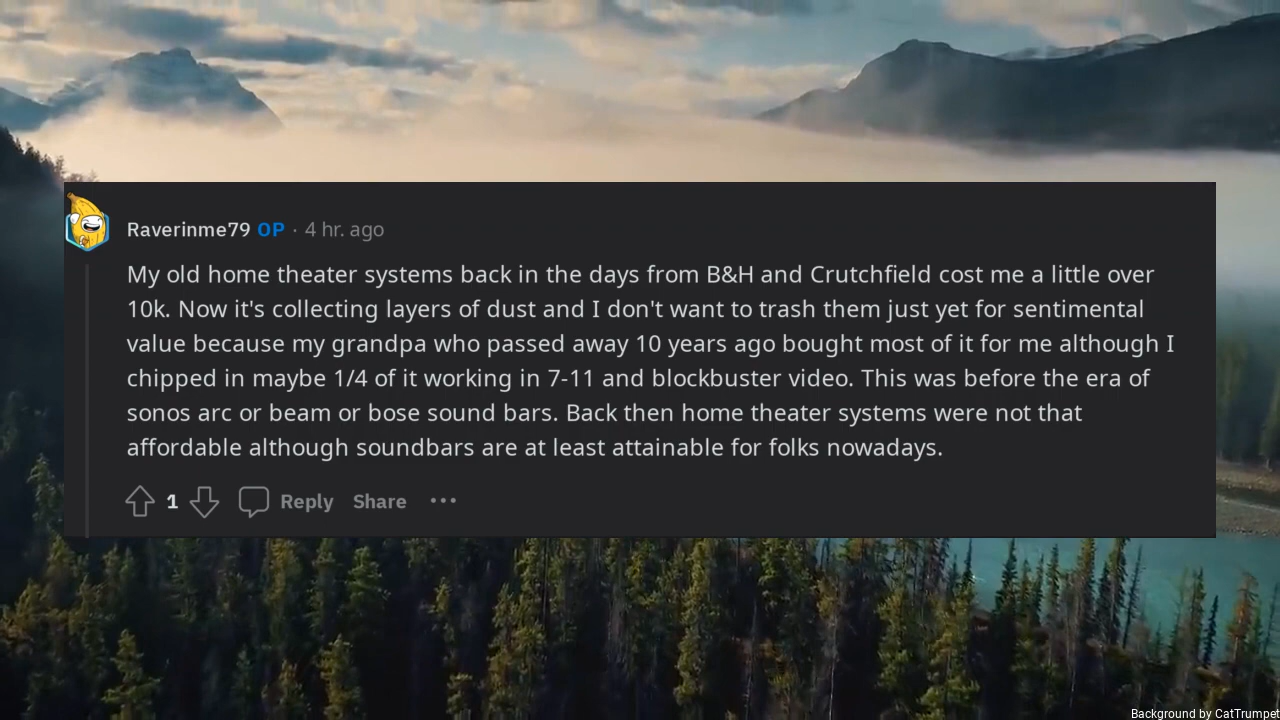 Raverinme79 OP · 4 hr. ago
My old home theater systems back in the days from B&H and Crutchfield cost me a little over
10k. Now it's collecting layers of dust and I don't want to trash them just yet for sentimental
value because my grandpa who passed away 10 years ago bought most of it for me although I
chipped in maybe 1/4 of it working in 7-11 and blockbuster video. This was before the era of
sonos arc or beam or bose sound bars. Back then home theater systems were not that
affordable although soundbars are at least attainable for folks nowadays.
1 Reply Share ···
Background by CatTrumpet